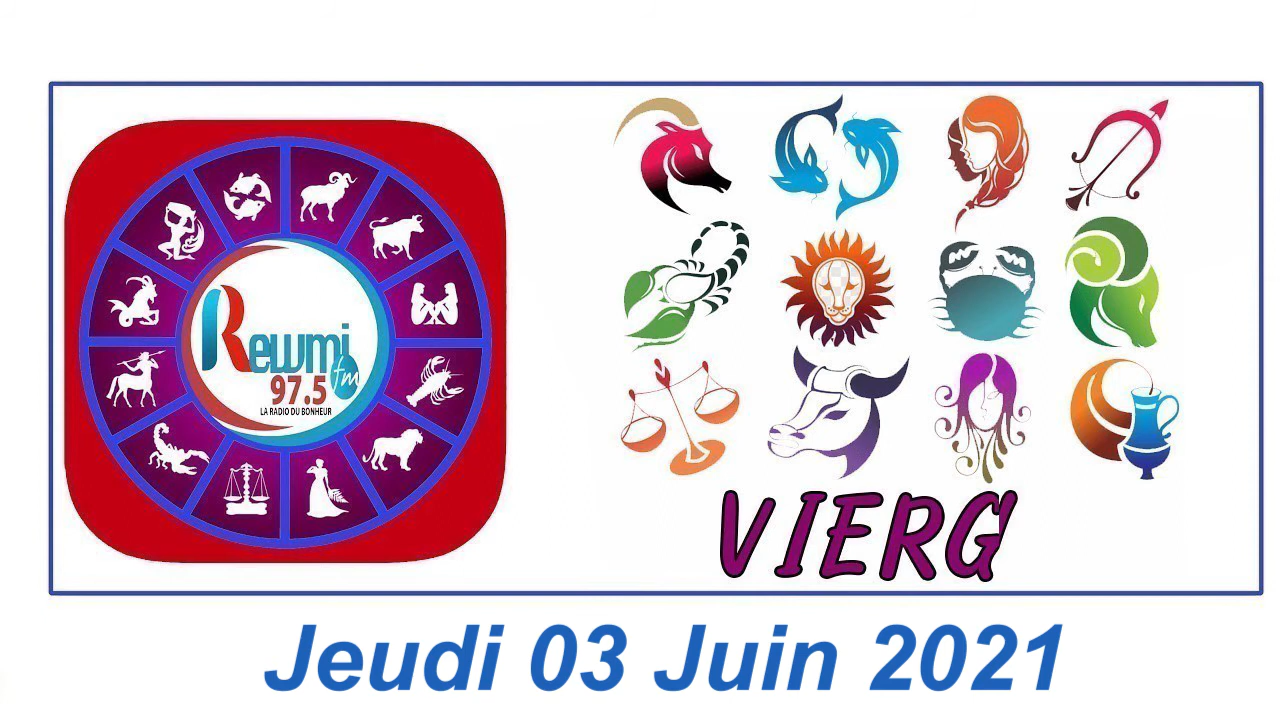 Rewmi
fm
97.5
LA RADIO DU BONHEUR
VIERG
Jeudi 03 Juin 2021